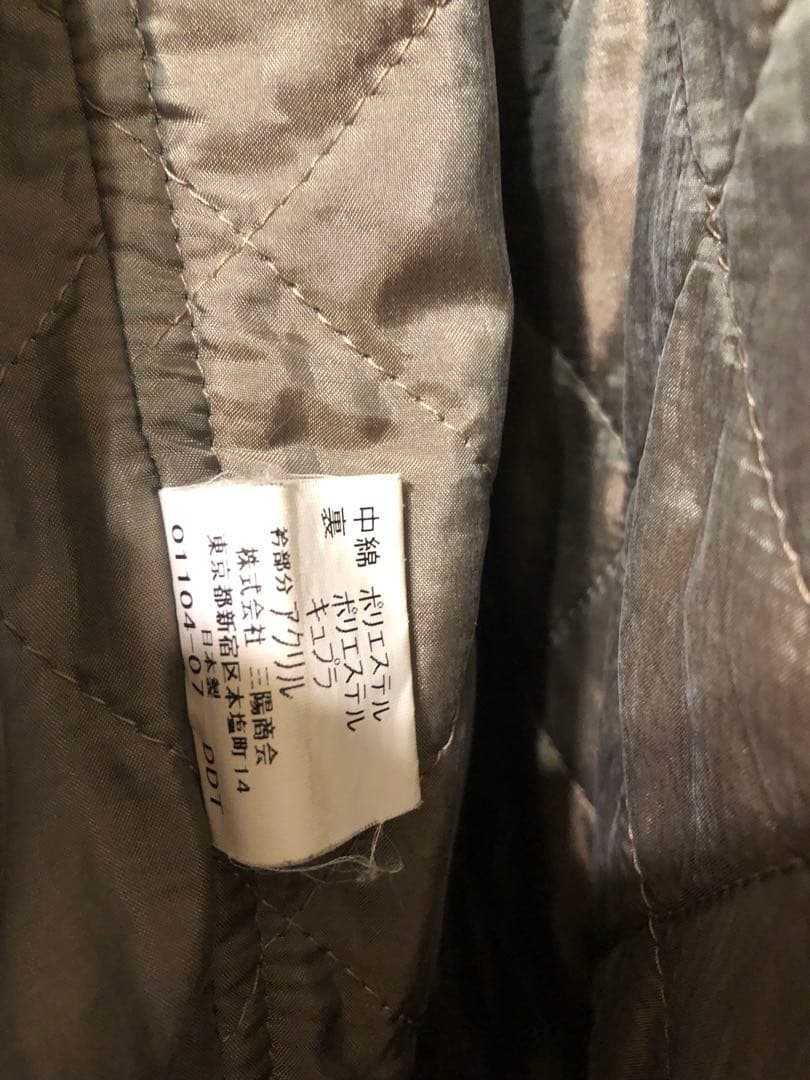 中綿 ポリエステル
裏 ポリエステル
キュプラ
衿部分 アクリル
株式会社 三陽商会
東京都新宿区本塩町14
日本製
01104-07 DDT